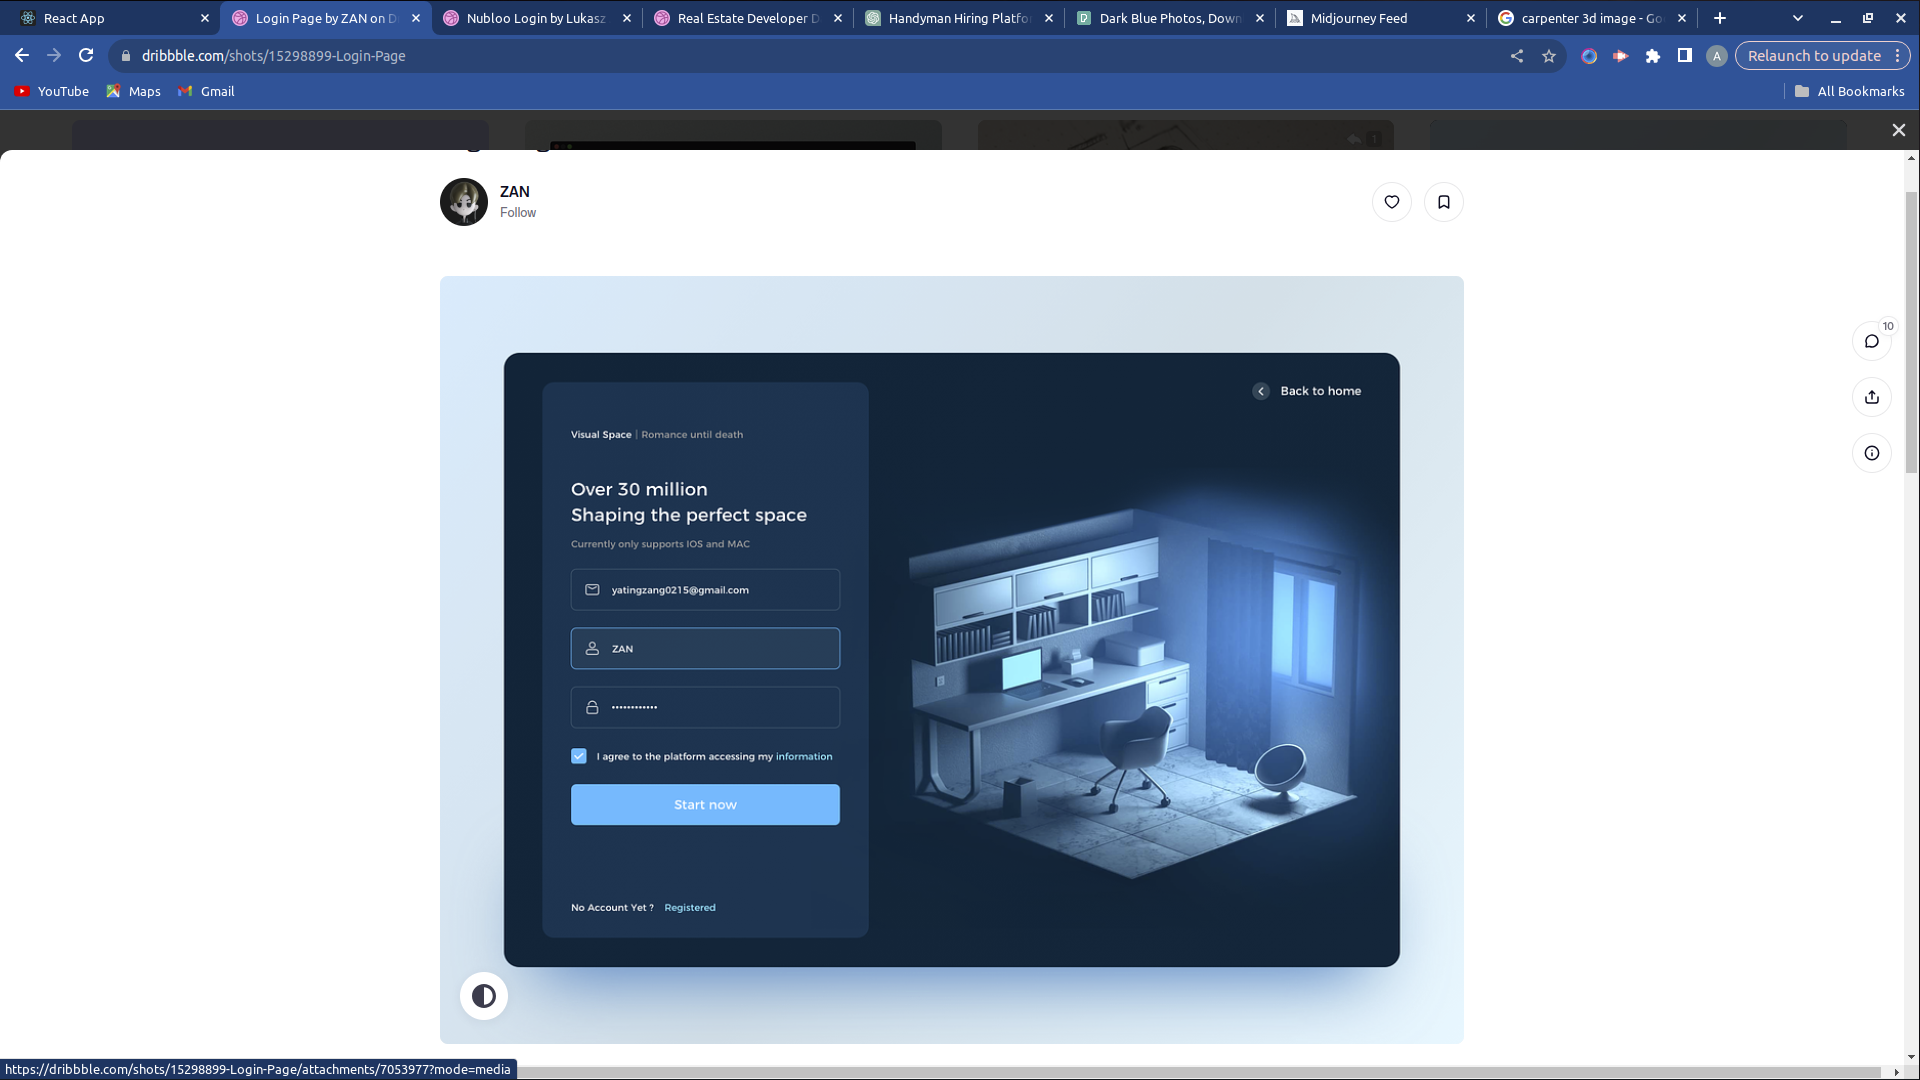 React App
Login Page by ZAN on D
Nubloo Login by Lukasz
Real Estate Developer D
Handyman Hiring Platfo
Dark Blue Photos, Down
Midjourney Feed
carpenter 3d image - Go
dribbble.com/shots/15298899-Login-Page
A
Relaunch to update
YouTube
Maps
Gmail
All Bookmarks
1
ZAN
Follow
10
Back to home
Visual Space | Romance until death
Over 30 million
Shaping the perfect space
Currently only supports IOS and MAC
yatingzang0215@gmail.com
ZAN
••••••••••••
I agree to the platform accessing my information
Start now
No Account Yet ? Registered
https://dribbble.com/shots/15298899-Login-Page/attachments/7053977?mode=media